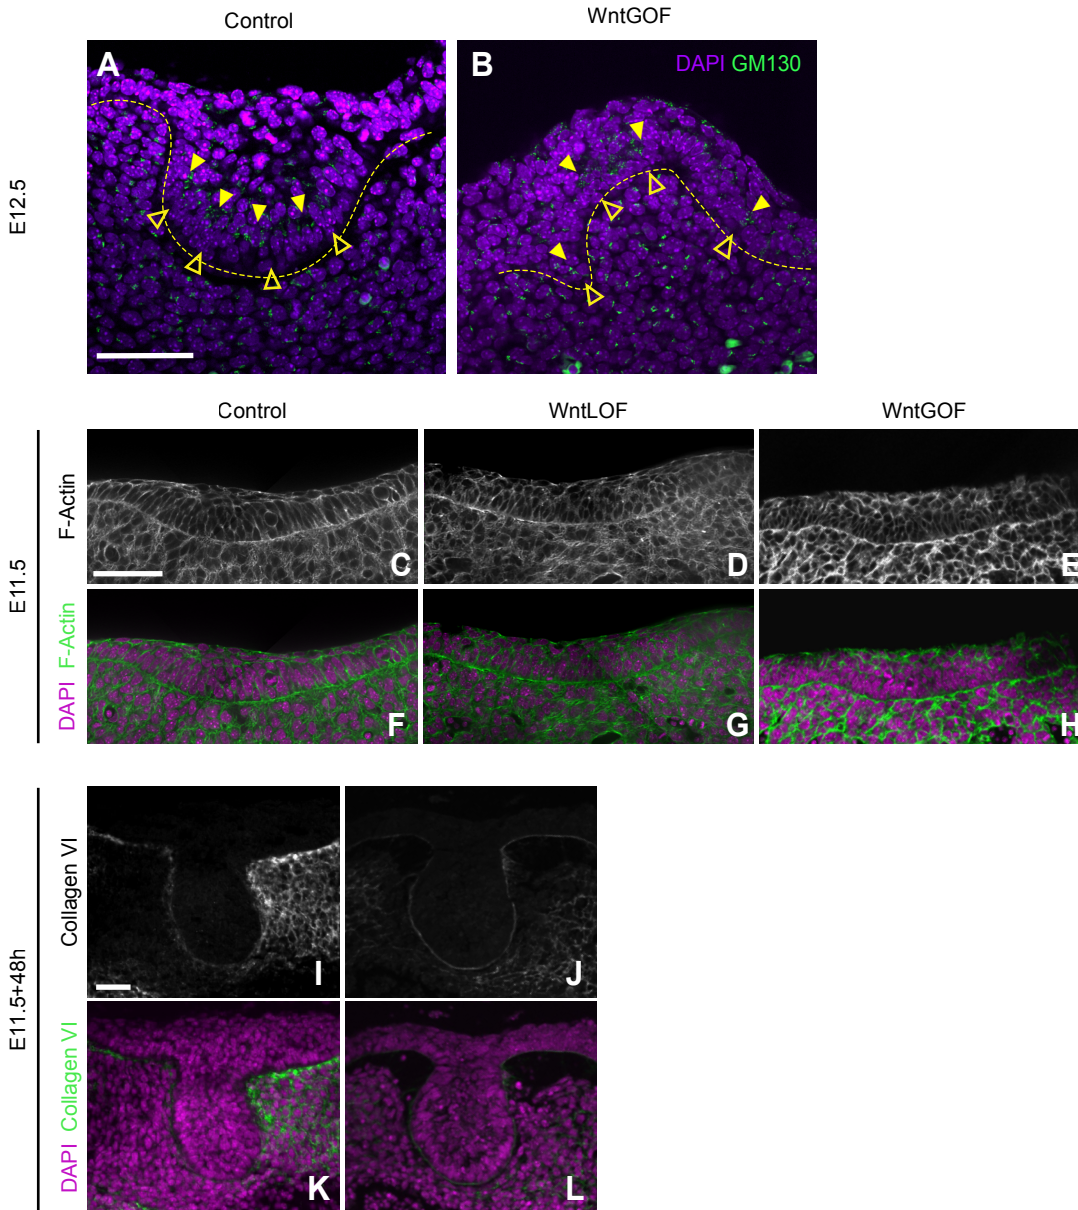 Control
WntGOF
A
B
DAPI GM130
E12.5
Control
WntLOF
WntGOF
E11.5
F-Actin
C
D
E
DAPI F-Actin
F
G
H
E11.5+48h
Collagen VI
I
J
DAPI Collagen VI
K
L